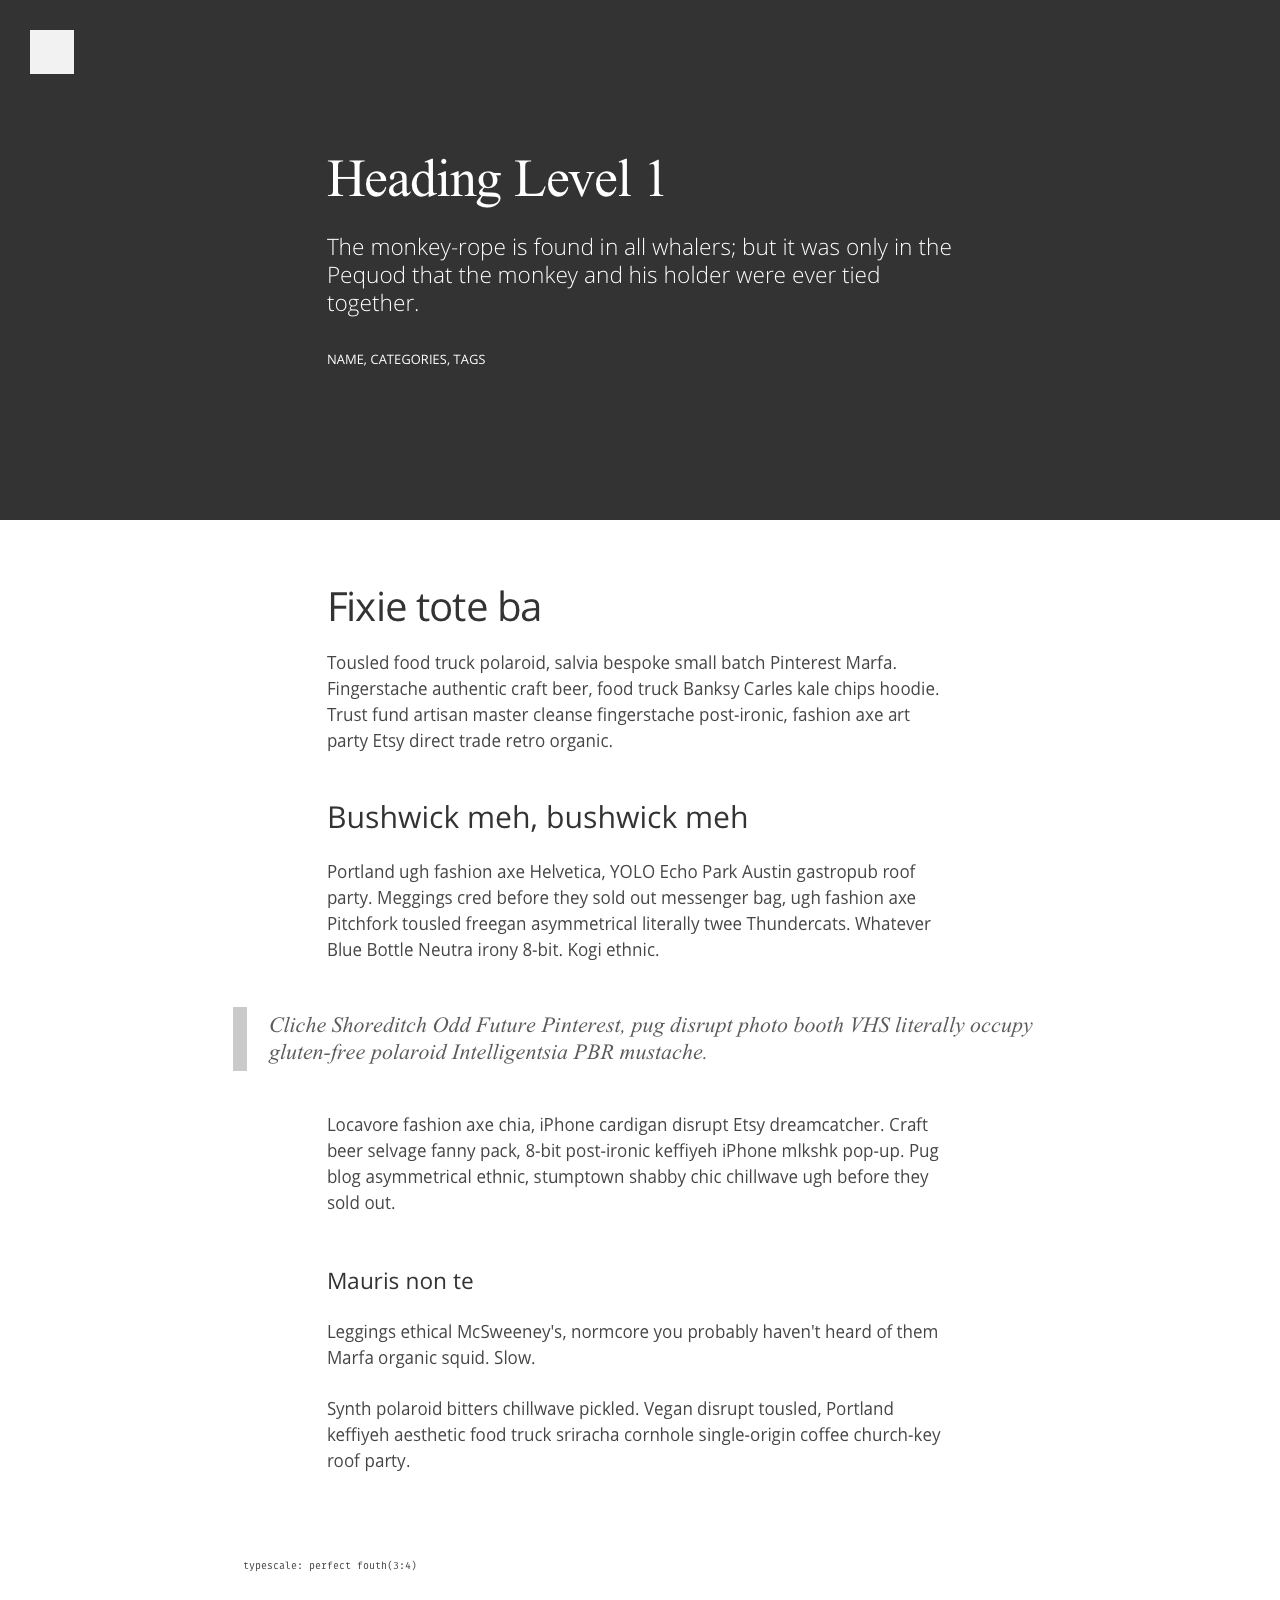 Heading Level 1
The monkey-rope is found in all whalers; but it was only in the
Pequod that the monkey and his holder were ever tied
together.
NAME, CATEGORIES, TAGS
Fixie tote ba
Tousled food truck polaroid, salvia bespoke small batch Pinterest Marfa.
Fingerstache authentic craft beer, food truck Banksy Carles kale chips hoodie.
Trust fund artisan master cleanse fingerstache post-ironic, fashion axe art
party Etsy direct trade retro organic.
Bushwick meh, bushwick meh
Portland ugh fashion axe Helvetica, YOLO Echo Park Austin gastropub roof
party. Meggings cred before they sold out messenger bag, ugh fashion axe
Pitchfork tousled freegan asymmetrical literally twee Thundercats. Whatever
Blue Bottle Neutra irony 8-bit. Kogi ethnic.
Cliche Shoreditch Odd Future Pinterest, pug disrupt photo booth VHS literally occupy
gluten-free polaroid Intelligentsia PBR mustache.
Locavore fashion axe chia, iPhone cardigan disrupt Etsy dreamcatcher. Craft
beer selvage fanny pack, 8-bit post-ironic keffiyeh iPhone mlkshk pop-up. Pug
blog asymmetrical ethnic, stumptown shabby chic chillwave ugh before they
sold out.
Mauris non te
Leggings ethical McSweeney's, normcore you probably haven't heard of them
Marfa organic squid. Slow.
Synth polaroid bitters chillwave pickled. Vegan disrupt tousled, Portland
keffiyeh aesthetic food truck sriracha cornhole single-origin coffee church-key
roof party.
typescale: perfect fouth(3:4)